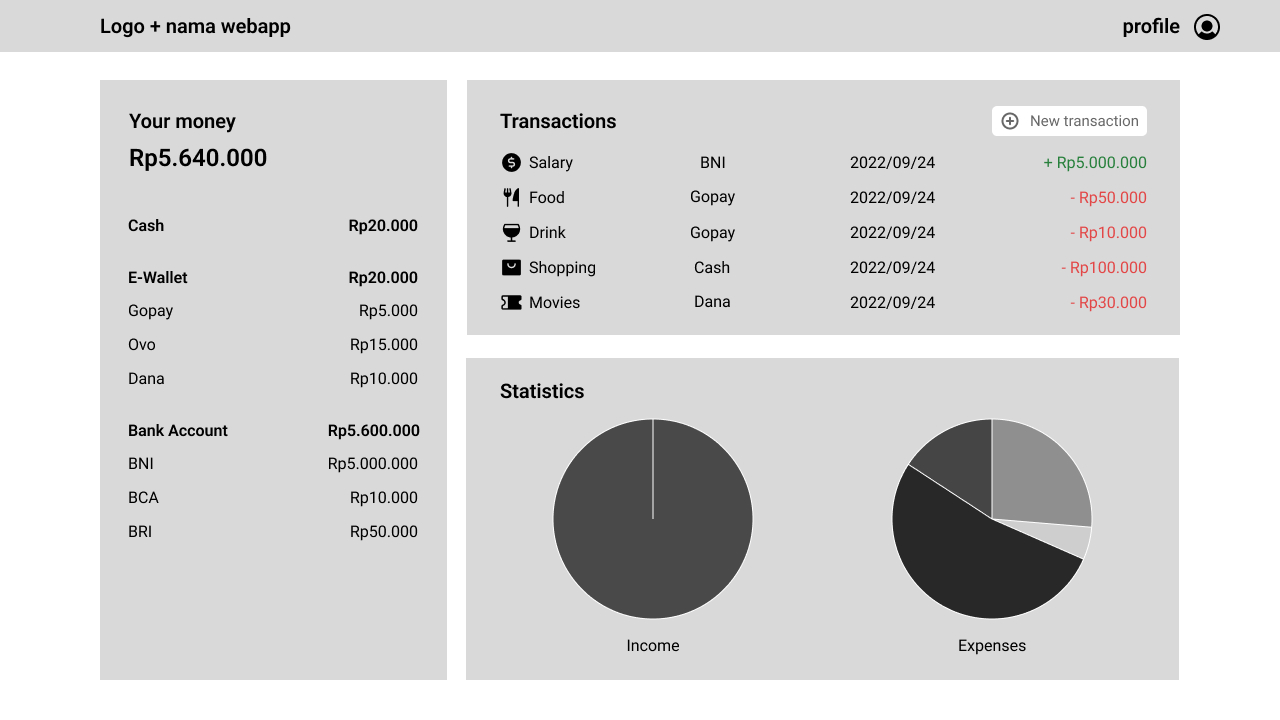 Logo + nama webapp
profile
Your money
Rp5.640.000
Cash Rp20.000
E-Wallet Rp20.000
Gopay Rp5.000
Ovo Rp15.000
Dana Rp10.000
Bank Account Rp5.600.000
BNI Rp5.000.000
BCA Rp10.000
BRI Rp50.000
Transactions
New transaction
Salary BNI 2022/09/24 + Rp5.000.000
Food Gopay 2022/09/24 - Rp50.000
Drink Gopay 2022/09/24 - Rp10.000
Shopping Cash 2022/09/24 - Rp100.000
Movies Dana 2022/09/24 - Rp30.000
Statistics
Income
Expenses